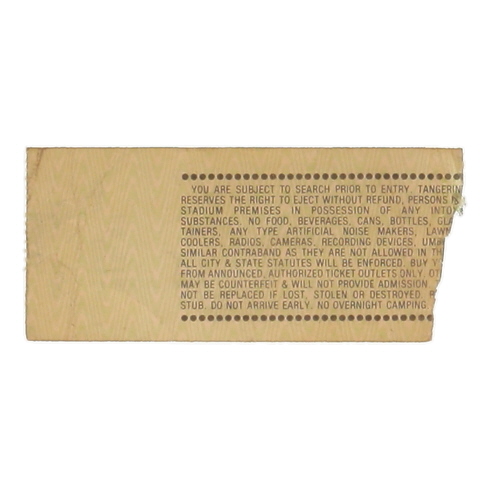 YOU ARE SUBJECT TO SEARCH PRIOR TO ENTRY. TANGERIN
RESERVES THE RIGHT TO EJECT WITHOUT REFUND, PERSONS
STADIUM PREMISES IN POSSESSION OF ANY INTO
SUBSTANCES. NO FOOD, BEVERAGES, CANS, BOTTLES,
TAINERS, ANY TYPE ARTIFICIAL NOISE MAKERS, LAW
COOLERS, RADIOS, CAMERAS, RECORDING DEVICES, UMB
SIMILAR CONTRABAND AS THEY ARE NOT ALLOWED IN TH
ALL CITY & STATE STATUTES WILL BE ENFORCED. BUY
FROM ANNOUNCED, AUTHORIZED TICKET OUTLETS ONLY.
MAY BE COUNTERFEIT & WILL NOT PROVIDE ADMISSION.
NOT BE REPLACED IF LOST, STOLEN OR DESTROYED.
STUB. DO NOT ARRIVE EARLY. NO OVERNIGHT CAMPING.